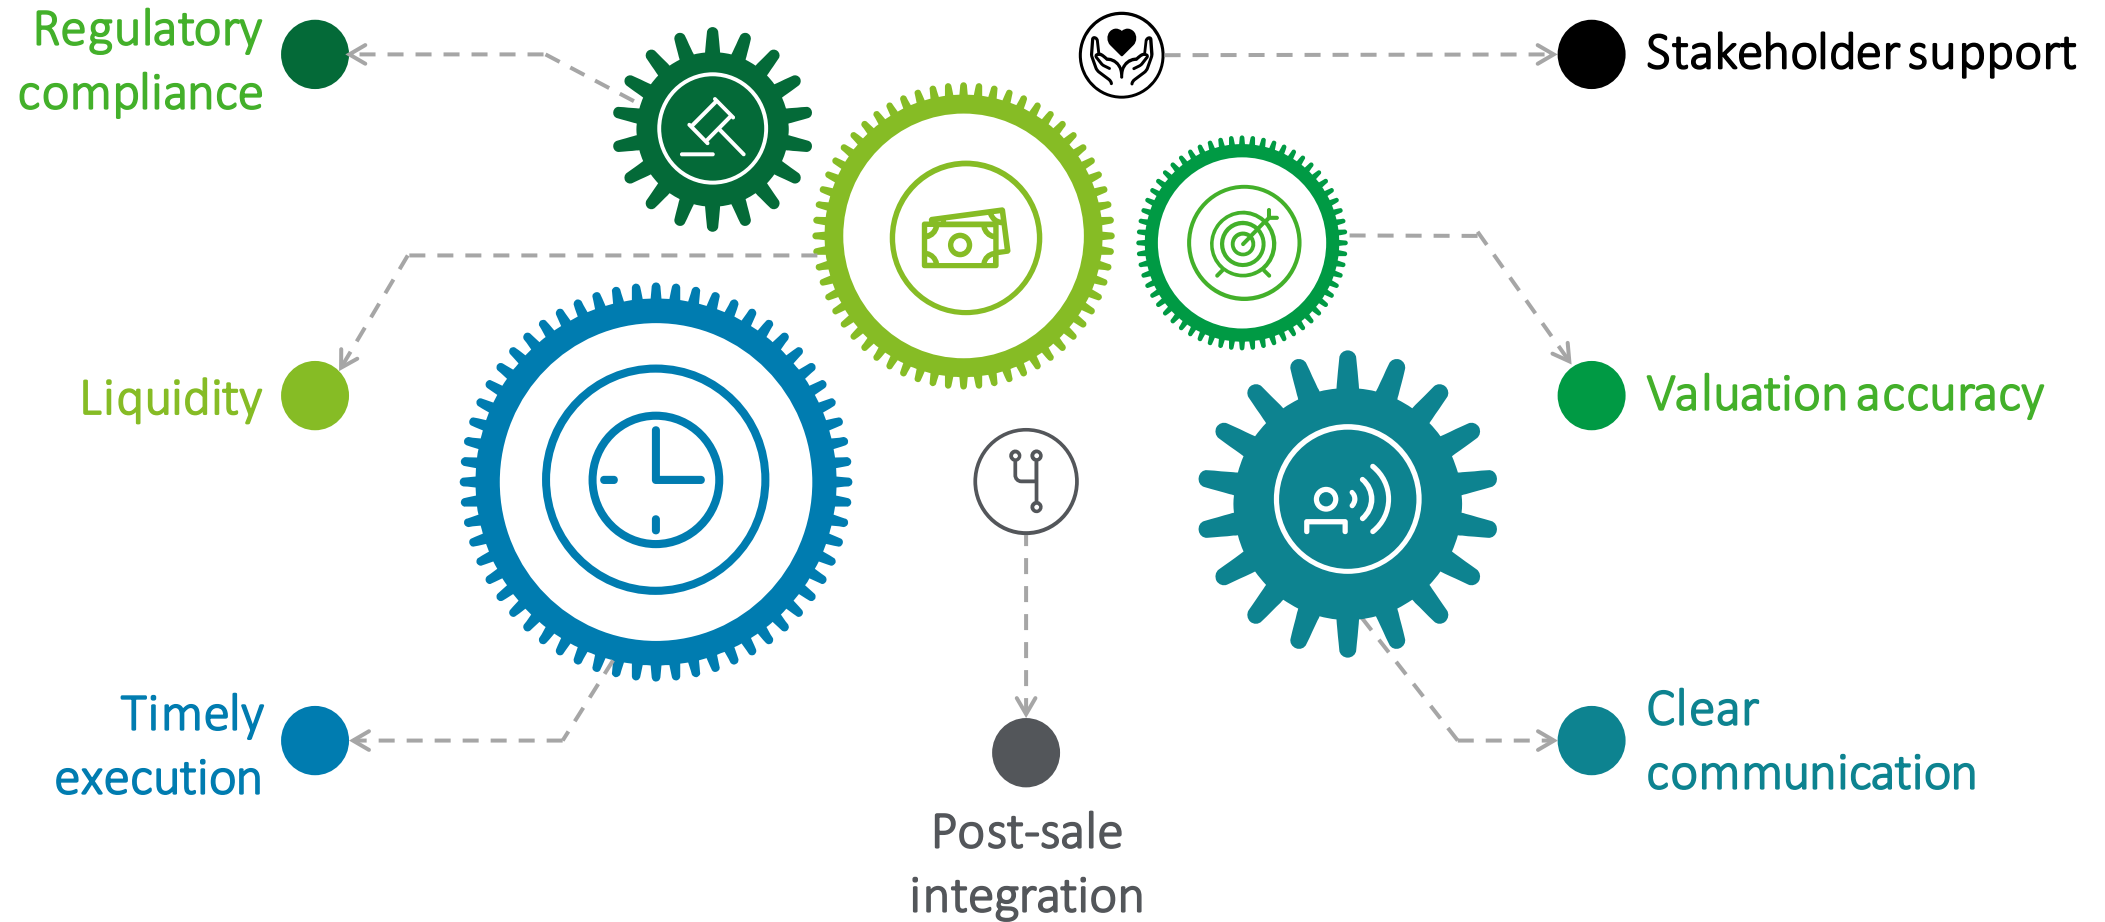 Regulatory
compliance
Stakeholder support
Liquidity
Valuation accuracy
Timely
execution
Clear
communication
Post-sale
integration